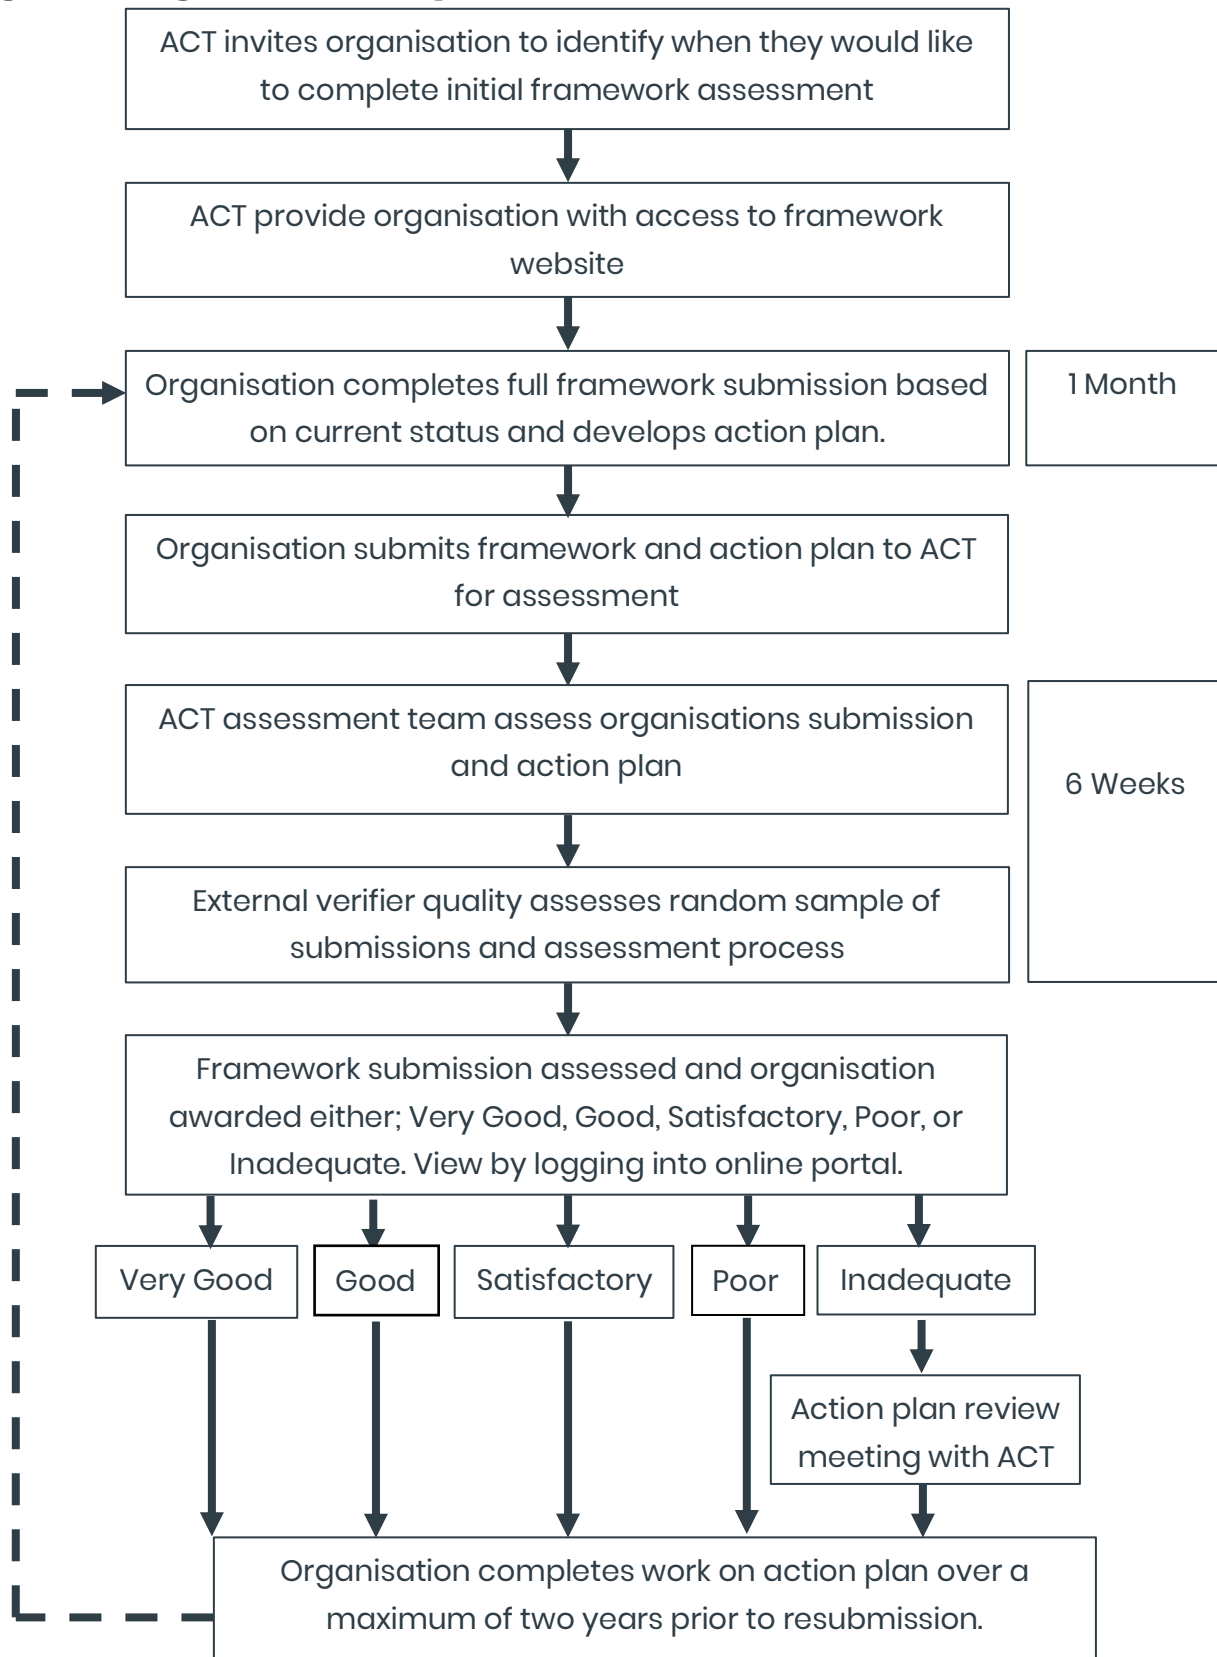 ACT invites organisation to identify when they would like
to complete initial framework assessment
ACT provide organisation with access to framework
website
Organisation completes full framework submission based
on current status and develops action plan.
1 Month
Organisation submits framework and action plan to ACT
for assessment
ACT assessment team assess organisations submission
and action plan
6 Weeks
External verifier quality assesses random sample of
submissions and assessment process
Framework submission assessed and organisation
awarded either; Very Good, Good, Satisfactory, Poor, or
Inadequate. View by logging into online portal.
Very Good
Good
Satisfactory
Poor
Inadequate
Action plan review
meeting with ACT
Organisation completes work on action plan over a
maximum of two years prior to resubmission.